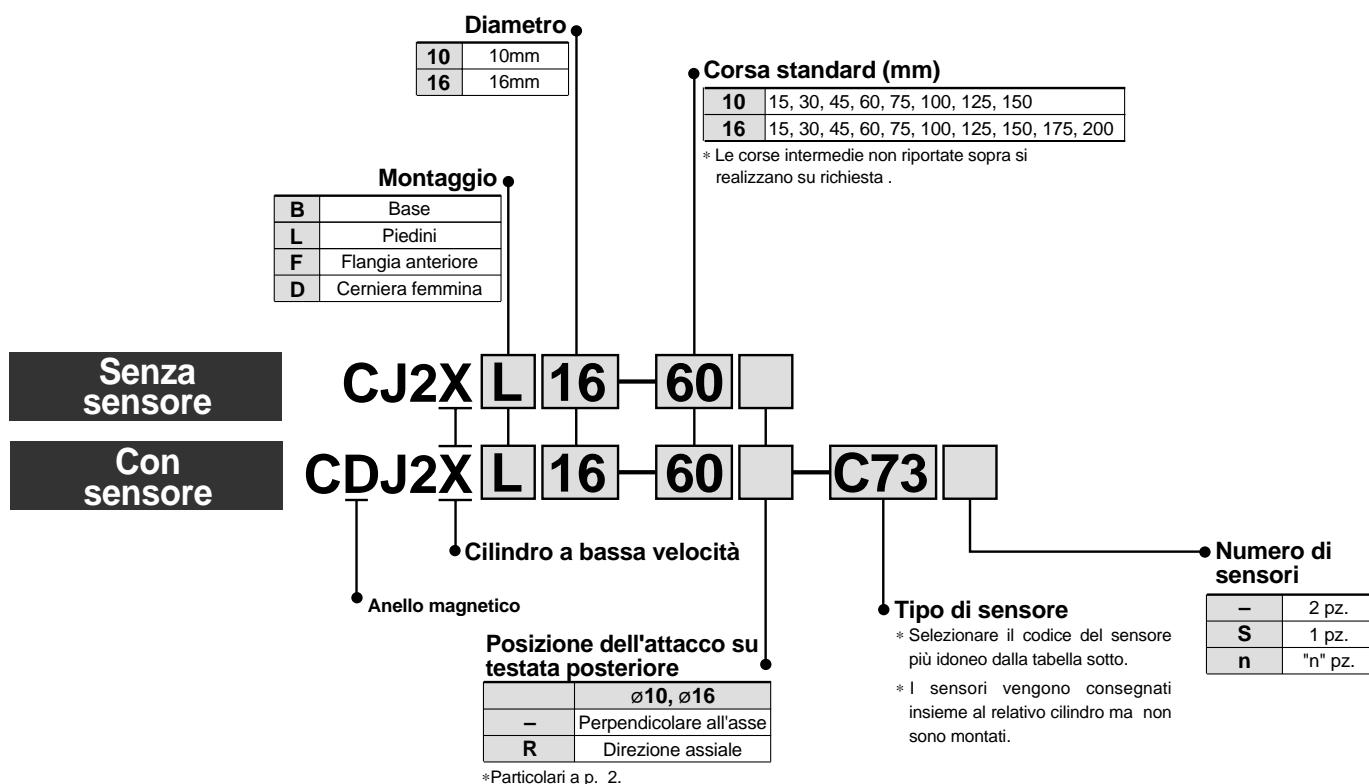 Diametro
10 10mm
16 16mm
Corsa standard (mm)
10 15, 30, 45, 60, 75, 100, 125, 150
16 15, 30, 45, 60, 75, 100, 125, 150, 175, 200
* Le corse intermedie non riportate sopra si
realizzano su richiesta .
Montaggio
B Base
L Piedini
F Flangia anteriore
D Cerniera femmina
Senza
sensore
CJ2X L 16 – 60
Con
sensore
CDJ2X L 16 – 60 – C73
Cilindro a bassa velocità
Anello magnetico
Posizione dell'attacco su
testata posteriore
ø10, ø16
– Perpendicolare all'asse
R Direzione assiale
*Particolari a p. 2.
Tipo di sensore
* Selezionare il codice del sensore
più idoneo dalla tabella sotto.
* I sensori vengono consegnati
insieme al relativo cilindro ma non
sono montati.
Numero di
sensori
– 2 pz.
S 1 pz.
n "n" pz.